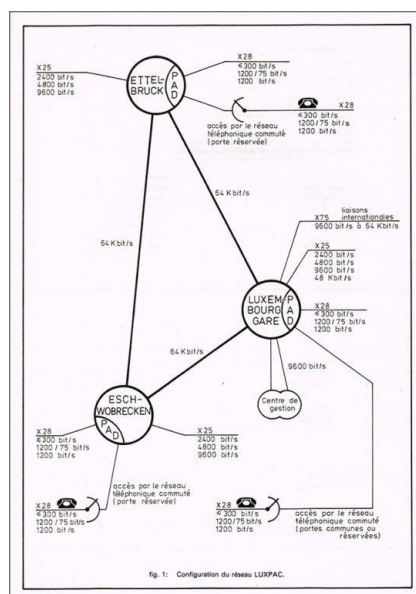 X25
2400 bit/s
4800 bit/s
9600 bit/s
ETTEL-
BRUCK
PAD
X28
≤300 bit/s
1200/75 bit/s
1200 bit/s
accès par le réseau
téléphonique commuté
(porte réservée)
X28
≤300 bit/s
1200/75 bit/s
1200 bit/s
64 Kbit/s
64 Kbit/s
X75
liaisons
internationales
9600 bit/s à 64 Kbit/s
X25
2400 bit/s
4800 bit/s
9600 bit/s
48 Kbit/s
LUXEM-
BOURG
GARE
PAD
X28
≤300 bit/s
1200/75 bit/s
1200 bit/s
64 Kbit/s
9600 bit/s
Centre de
gestion
ESCH-
WOBRECKEN
PAD
X28
≤300 bit/s
1200/75 bit/s
1200 bit/s
X25
2400 bit/s
4800 bit/s
9600 bit/s
accès par le réseau
téléphonique commuté
(porte réservée)
X28
≤300 bit/s
1200/75 bit/s
1200 bit/s
X28
≤300 bit/s
1200/75 bit/s
1200 bit/s
accès par le réseau
téléphonique commuté
(portes communes ou
réservées)
fig. 1: Configuration du réseau LUXPAC.